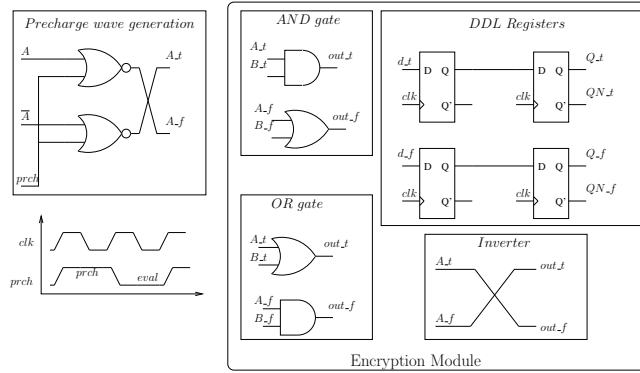 Precharge wave generation
A
A_t
A
A_f
prch
clk
prch
prch
eval
AND gate
A_t
B_t
out_t
A_f
B_f
out_f
OR gate
A_t
B_t
out_t
A_f
B_f
out_f
DDL Registers
d_t
D Q
D Q
Q_t
clk
Q'
clk
Q'
QN_t
d_f
D Q
D Q
Q_f
clk
Q'
clk
Q'
QN_f
Inverter
A_t
out_t
A_f
out_f
Encryption Module